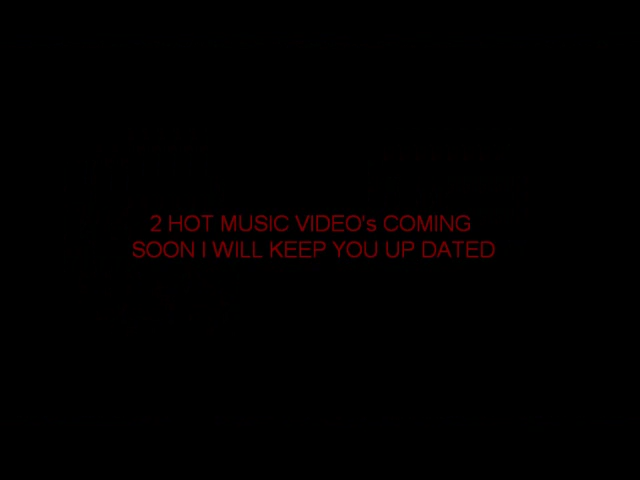 2 HOT MUSIC VIDEO's COMING
SOON I WILL KEEP YOU UP DATED